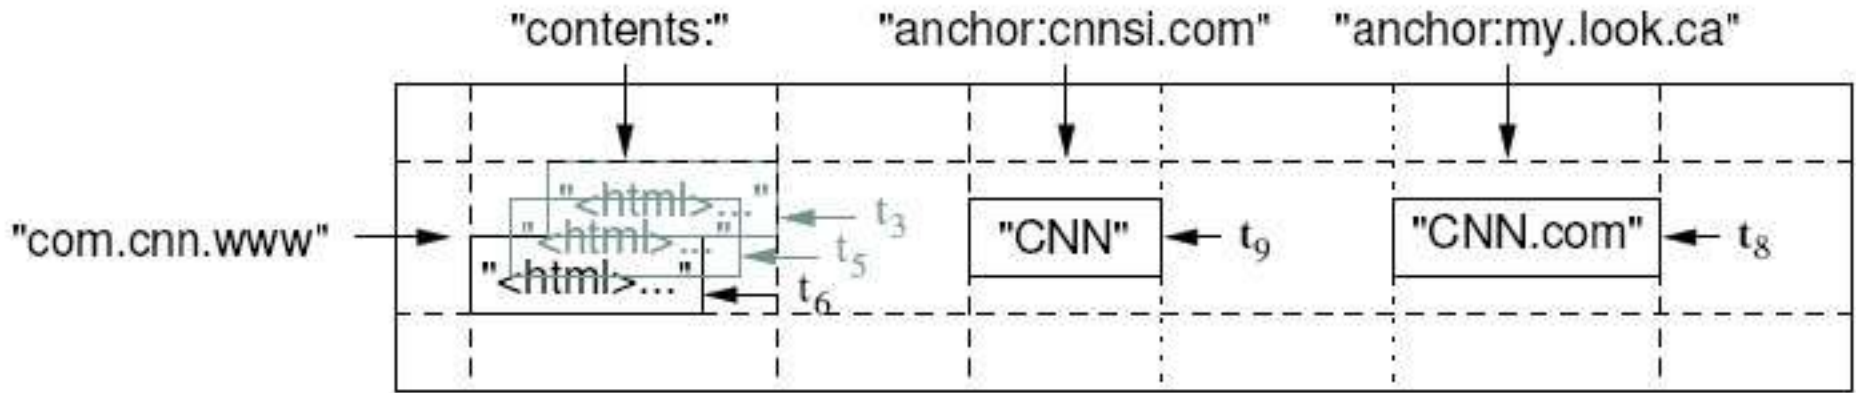 "contents:" "anchor:cnnsi.com" "anchor:my.look.ca"
"<html>..."
t3
"com.cnn.www" "<html>..." "CNN" t9 "CNN.com" t8
t5
"<html>..." t6